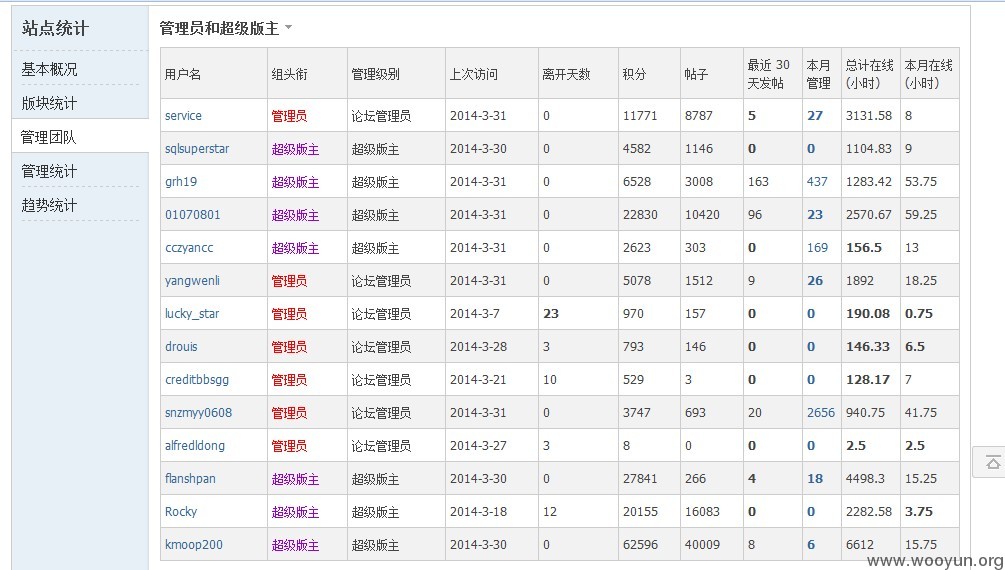 站点统计
基本概况
版块统计
管理团队
管理统计
趋势统计
管理员和超级版主
用户名 组头衔 管理级别 上次访问 离开天数 积分 帖子 最近 30 天发帖 本月管理 总计在线(小时) 本月在线(小时)
service 管理员 论坛管理员 2014-3-31 0 11771 8787 5 27 3131.58 8
sqlsuperstar 超级版主 超级版主 2014-3-30 0 4582 1146 0 0 1104.83 9
grh19 超级版主 超级版主 2014-3-31 0 6528 3008 163 437 1283.42 53.75
01070801 超级版主 超级版主 2014-3-31 0 22830 10420 96 23 2570.67 59.25
cczyancc 超级版主 超级版主 2014-3-31 0 2623 303 0 169 156.5 13
yangwenli 管理员 论坛管理员 2014-3-31 0 5078 1512 9 26 1892 18.25
lucky_star 管理员 论坛管理员 2014-3-7 23 970 157 0 0 190.08 0.75
drouis 管理员 论坛管理员 2014-3-28 3 793 146 0 0 146.33 6.5
creditbbsgg 管理员 论坛管理员 2014-3-21 10 529 3 0 0 128.17 7
snzmyy0608 管理员 论坛管理员 2014-3-31 0 3747 693 20 2656 940.75 41.75
alfredldong 管理员 论坛管理员 2014-3-27 3 8 0 0 0 2.5 2.5
flanshpan 超级版主 超级版主 2014-3-30 0 27841 266 4 18 4498.3 15.25
Rocky 超级版主 超级版主 2014-3-18 12 20155 16083 0 0 2282.58 3.75
kmoop200 超级版主 超级版主 2014-3-30 0 62596 40009 8 6 6612 15.75
www.wooyun.org